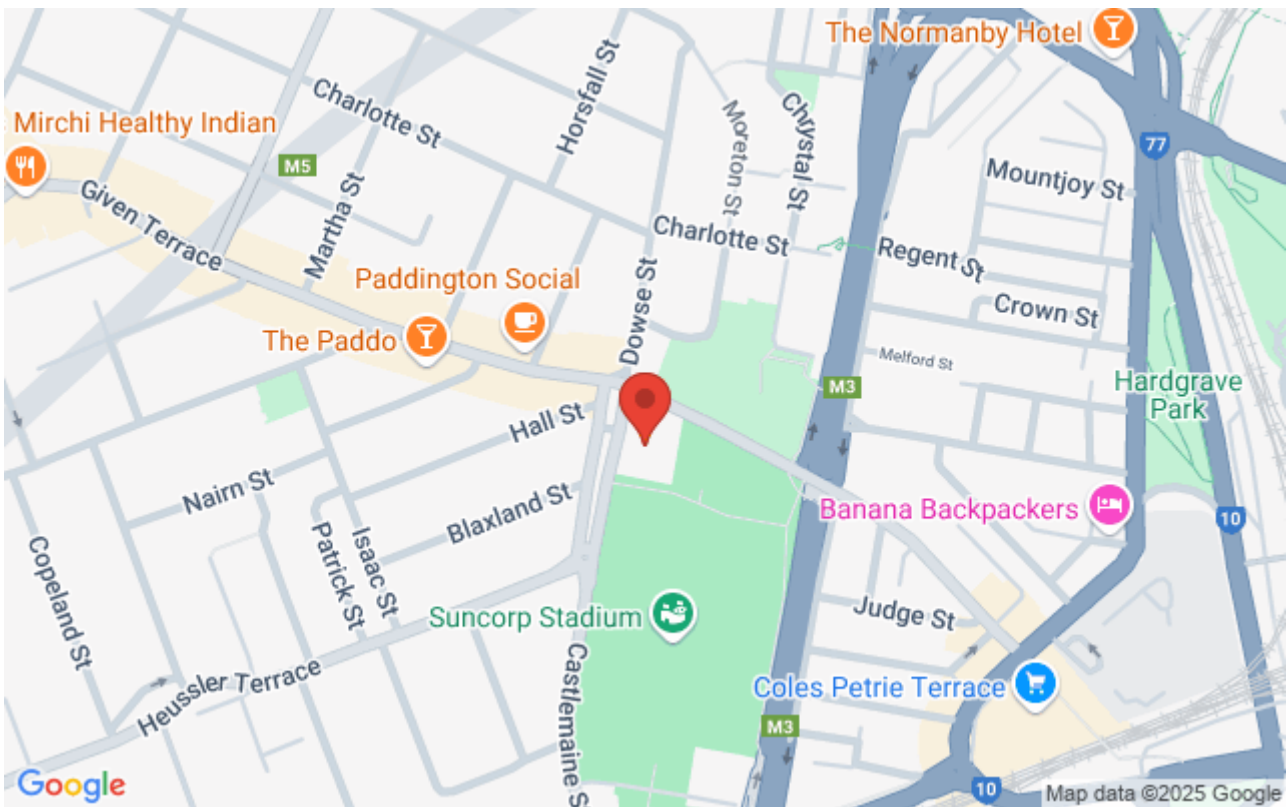 The Normanby Hotel
Horsfall St
Charlotte St
Moreton St
Chrystal St
Mirchi Healthy Indian
77
M5
Martha St
Mountjoy St
Given Terrace
Charlotte St
Regent St
Paddington Social
Dowse St
Crown St
The Paddo
Melford St
M3
Hardgrave
Park
Hall St
Nairn St
Blaxland St
Banana Backpackers
10
Copeland St
Patrick St
Isaac St
Suncorp Stadium
Judge St
Heussler Terrace
Castlemaine S
Coles Petrie Terrace
M3
Google
10
Map data ©2025 Google